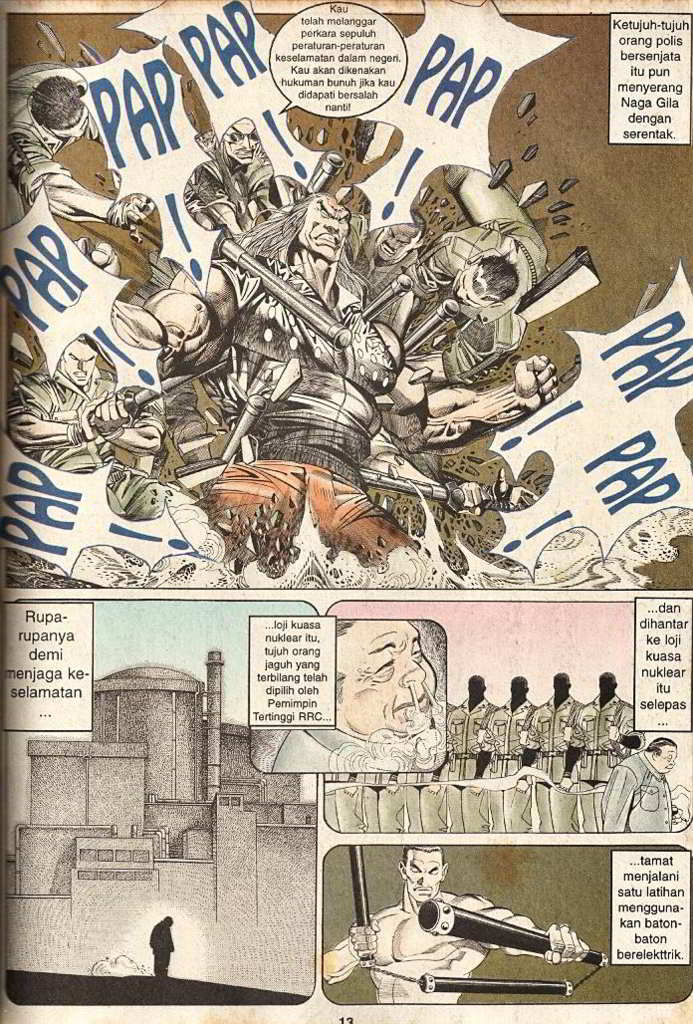 Kau
telah melanggar
perkara sepuluh
peraturan-peraturan
keselamatan dalam negeri.
Kau akan dikenakan
hukuman bunuh jika kau
didapati bersalah
nanti!
Ketujuh-tujuh
orang polis
bersenjata
itu pun
menyerang
Naga Gila
dengan
serentak.
PAP!
PAP!
PAP!
PAP!
PAP!
PAP!
PAP!
Rupa-
rupanya
demi
menjaga ke-
selamatan
...
...loji kuasa
nuklear itu,
tujuh orang
jaguh yang
terbilang telah
dipilih oleh
Pemimpin
Tertinggi RRC...
...dan
dihantar
ke loji
kuasa
nuklear
itu
selepas
...
...tamat
menjalani
satu latihan
mengguna-
kan baton-
baton
berelekttrik.
13